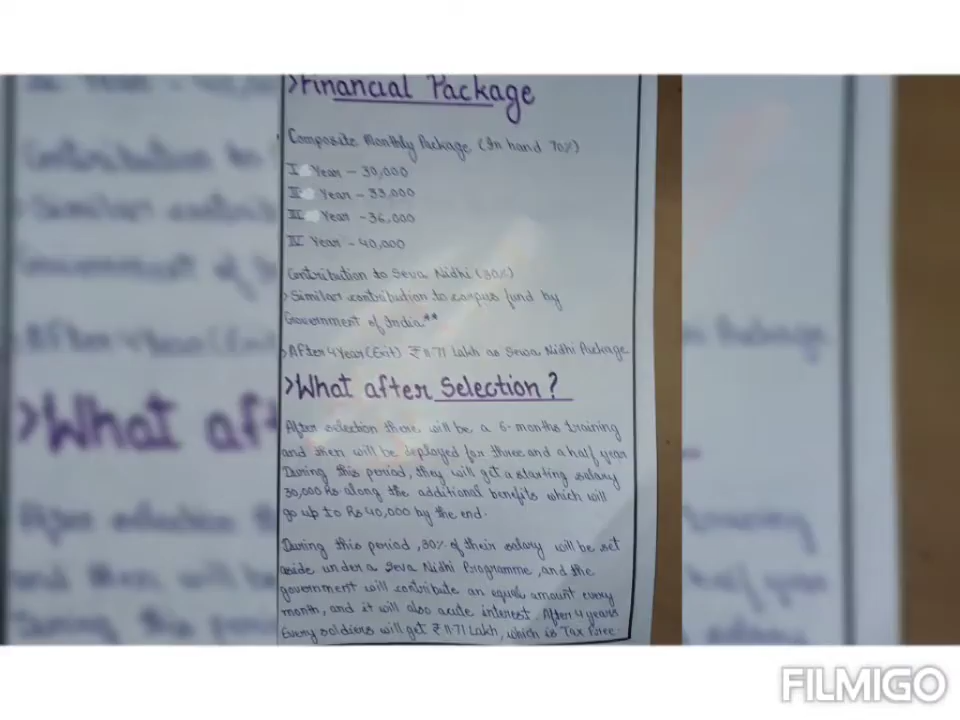 >Financial Package
Composite Monthly Package (In hand 70%)
I Year - 30,000
II Year - 33,000
III Year - 36,000
IV Year - 40,000
Contribution to Seva Nidhi (30%)
>Similar contribution to corpus fund by
Government of India**
>After 4 Year (Exit) ₹ 11.71 Lakh as Sewa Nidhi Package
>What after Selection ?
After selection there will be a 6-months training
and then will be deployed for three and a half year
During this period, they will get a starting salary
30,000 Rs along the additional benefits which will
go up to Rs 40,000 by the end.
During this period, 30% of their salary will be set
aside under a Seva Nidhi Programme, and the
government will contribute an equal amount every
month, and it will also acute interest. After 4 years
Every soldiers will get ₹ 11.71 Lakh, which is Tax Free.
FILMIGO